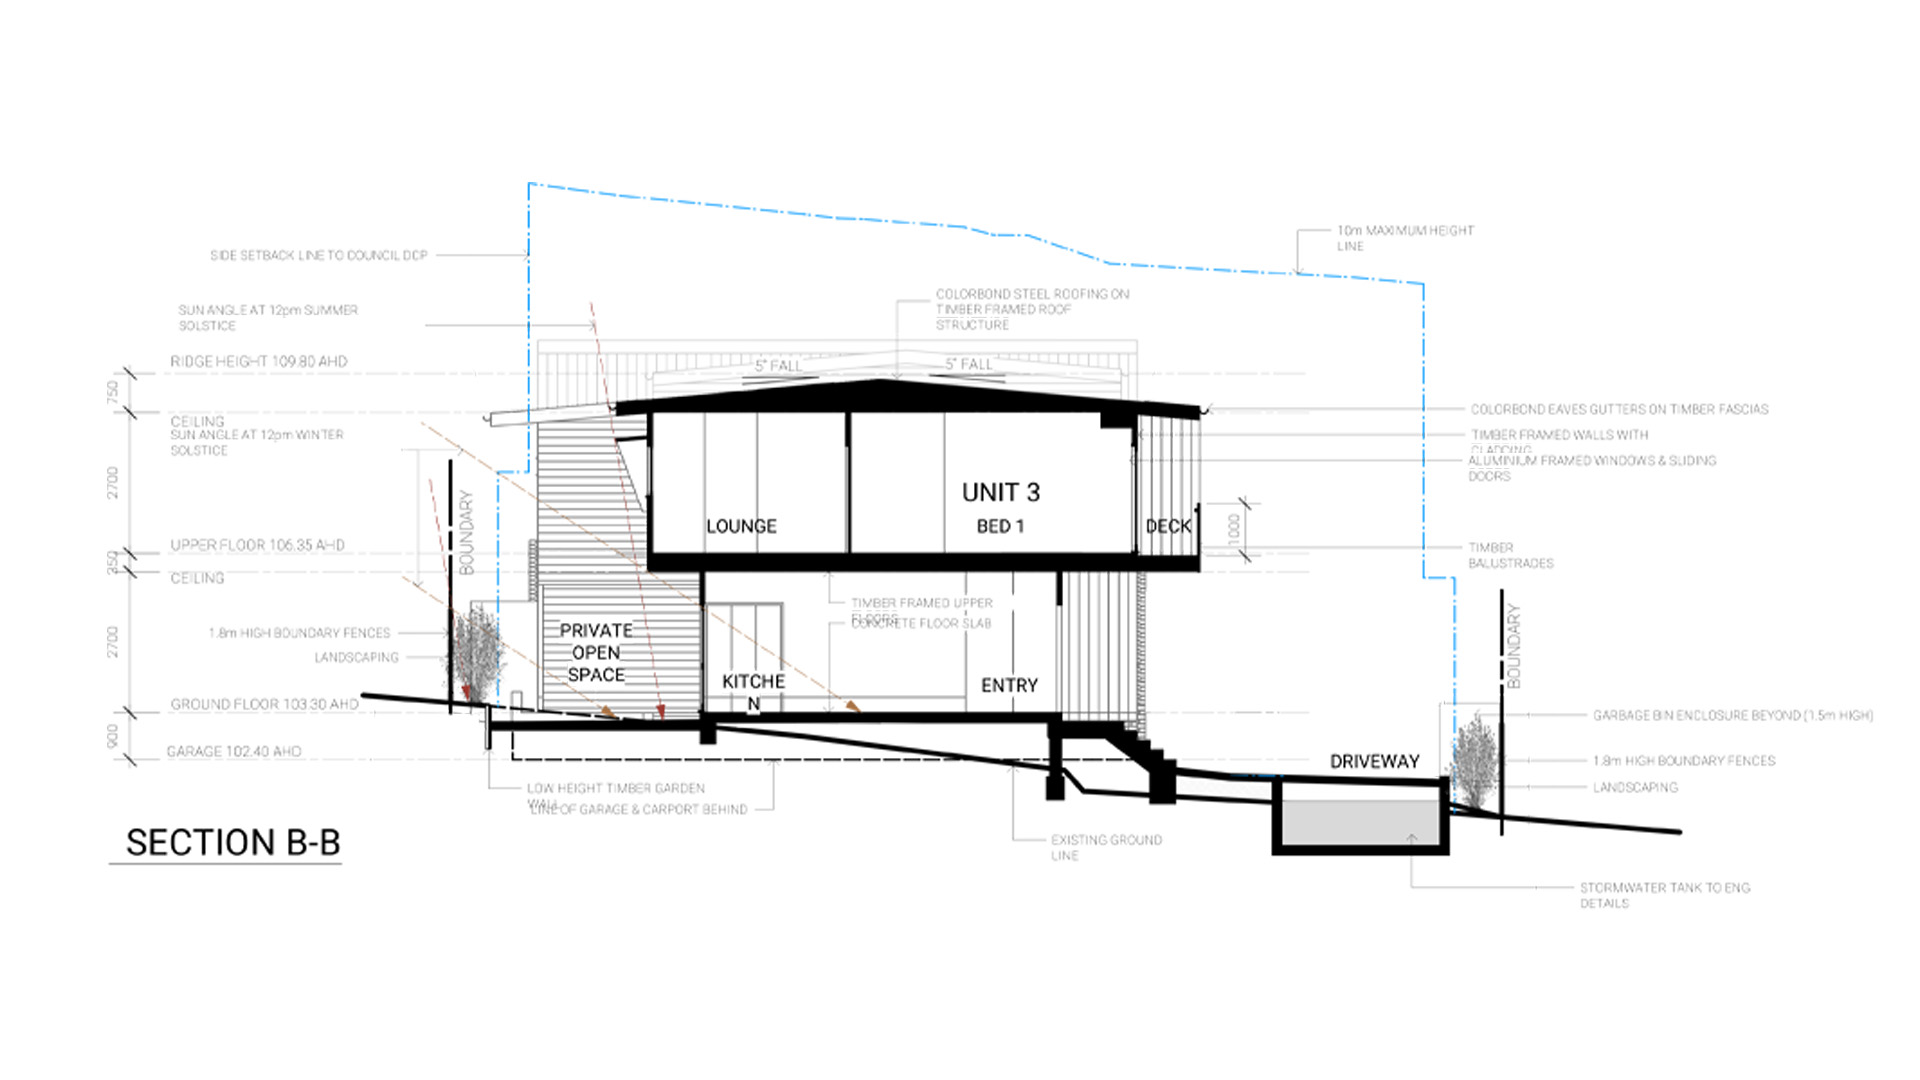 10m MAXIMUM HEIGHT
LINE
SIDE SETBACK LINE TO COUNCIL DCP
COLORBOND STEEL ROOFING ON
TIMBER FRAMED ROOF
STRUCTURE
SUN ANGLE AT 12pm SUMMER
SOLSTICE
RIDGE HEIGHT 109.80 AHD
5° FALL
5° FALL
750
CEILING
SUN ANGLE AT 12pm WINTER
SOLSTICE
COLORBOND EAVES GUTTERS ON TIMBER FASCIAS
TIMBER FRAMED WALLS WITH
CLADDING
ALUMINIUM FRAMED WINDOWS & SLIDING
DOORS
2700
UNIT 3
LOUNGE
BED 1
DECK
1000
BOUNDARY
UPPER FLOOR 106.35 AHD
350
CEILING
TIMBER
BALUSTRADES
TIMBER FRAMED UPPER
FLOORS
CONCRETE FLOOR SLAB
1.8m HIGH BOUNDARY FENCES
LANDSCAPING
2700
PRIVATE
OPEN
SPACE
KITCHE
N
ENTRY
BOUNDARY
GROUND FLOOR 103.30 AHD
900
GARAGE 102.40 AHD
GARBAGE BIN ENCLOSURE BEYOND (1.5m HIGH)
DRIVEWAY
1.8m HIGH BOUNDARY FENCES
LANDSCAPING
LOW HEIGHT TIMBER GARDEN
WALL
LINE OF GARAGE & CARPORT BEHIND
EXISTING GROUND
LINE
STORMWATER TANK TO ENG
DETAILS
SECTION B-B